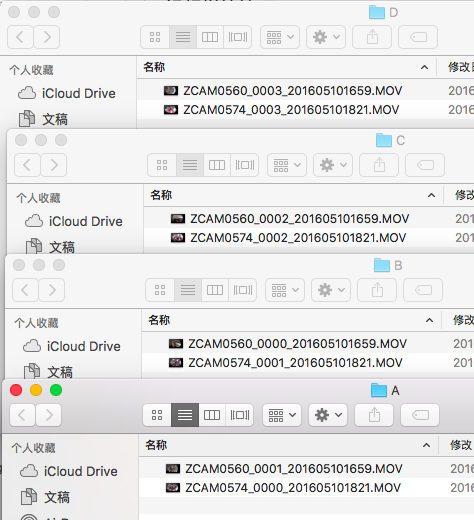 D
个人收藏
名称
修改
iCloud Drive
ZCAM0560_0003_201605101659.MOV
2016
文稿
ZCAM0574_0003_201605101821.MOV
2016
C
个人收藏
名称
修改
iCloud Drive
ZCAM0560_0002_201605101659.MOV
201
文稿
ZCAM0574_0002_201605101821.MOV
201
B
个人收藏
名称
修改
iCloud Drive
ZCAM0560_0000_201605101659.MOV
2016
文稿
ZCAM0574_0001_201605101821.MOV
2016
A
个人收藏
名称
修改
iCloud Drive
ZCAM0560_0001_201605101659.MOV
2016
文稿
ZCAM0574_0000_201605101821.MOV
2016